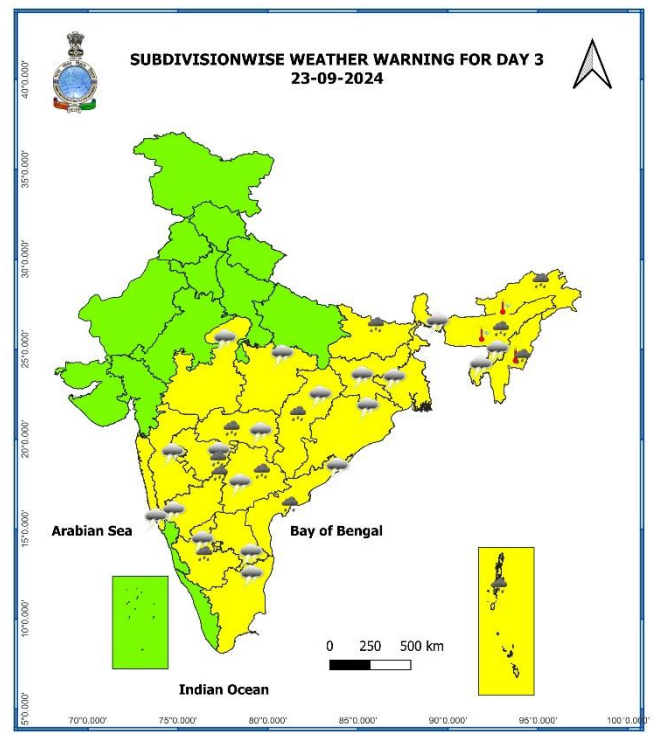 SUBDIVISIONWISE WEATHER WARNING FOR DAY 3
23-09-2024
40°0.000'
35°0.000'
30°0.000'
25°0.000'
20°0.000'
15°0.000'
10°0.000'
5°0.000'
Arabian Sea
Bay of Bengal
0 250 500 km
Indian Ocean
70°0.000' 75°0.000' 80°0.000' 85°0.000' 90°0.000' 95°0.000' 100°0.000'